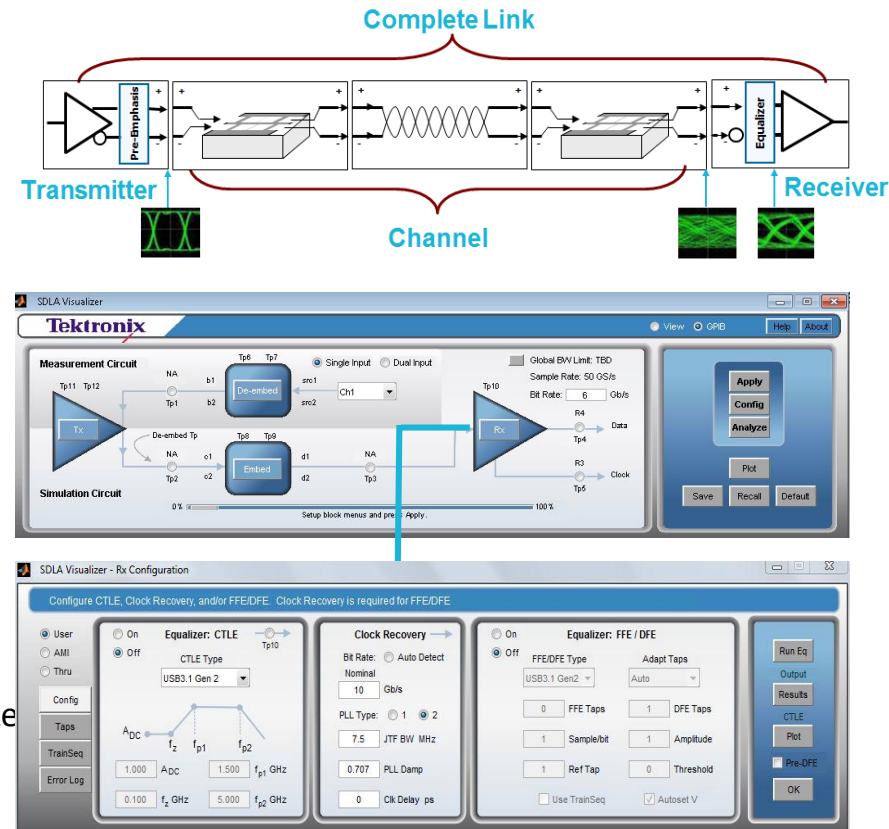 Complete Link
+ + + + + + +
Pre-Emphasis
Equalizer
- - - - - - -
Transmitter
Receiver
Channel
SDLA Visualizer
Tektronix
View GPIB Help About
Measurement Circuit
Tp6 Tp7
Single Input Dual Input
Global BW Limit: TBD
Sample Rate: 50 GS/s
Bit Rate: 6 Gb/s
Tp11 Tp12
NA
Tp1
b1
b2
De-embed
src1
src2
Ch1
Tp10
R4
Data
Tp4
Tx
Rx
De-embed Tp
NA
Tp2
c1
c2
Tp8 Tp9
Embed
d1
d2
NA
Tp3
R3
Clock
Tp5
Simulation Circuit
0% 100%
Setup block menus and press Apply.
Apply
Config
Analyze
Plot
Save Recall Default
SDLA Visualizer - Rx Configuration
Configure CTLE, Clock Recovery, and/or FFE/DFE. Clock Recovery is required for FFE/DFE
User
AMI
Thru
Config
Taps
TrainSeq
Error Log
On Equalizer: CTLE
Off
Tp10
CTLE Type
USB3.1 Gen 2
ADC
fz fp1 fp2
1.000 ADC 1.500 fp1 GHz
0.100 fz GHz 5.000 fp2 GHz
Clock Recovery
Bit Rate: Auto Detect
Nominal
10 Gb/s
PLL Type: 1 2
7.5 JTF BW MHz
0.707 PLL Damp
0 Clk Delay ps
On Equalizer: FFE / DFE
Off
FFE/DFE Type Adapt Taps
USB3.1 Gen2 Auto
0 FFE Taps 1 DFE Taps
1 Sample/bit 1 Amplitude
1 Ref Tap 0 Threshold
Use TrainSeq Autoset V
Run Eq
Output
Results
CTLE
Plot
Pre-DFE
OK